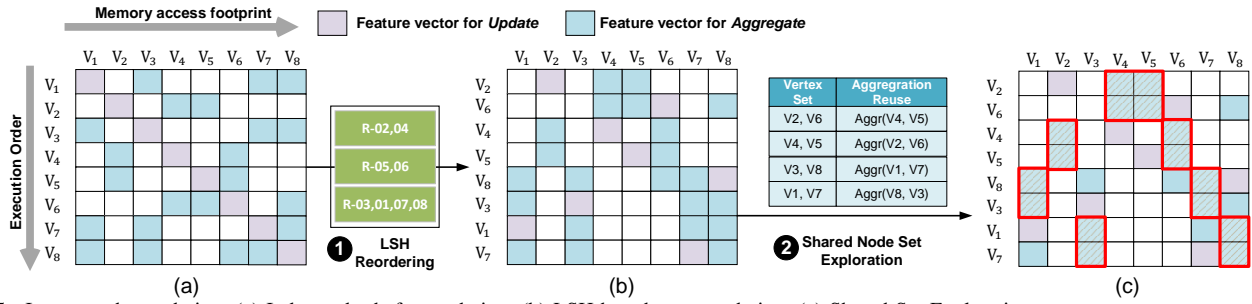 Memory access footprint
Feature vector for Update
Feature vector for Aggregate
Execution Order
V1 V2 V3 V4 V5 V6 V7 V8
V1
V2
V3
V4
V5
V6
V7
V8
(a)
R-02,04
R-05,06
R-03,01,07,08
1 LSH
Reordering
V1 V2 V3 V4 V5 V6 V7 V8
V2
V6
V4
V5
V8
V3
V1
V7
(b)
Vertex Set Aggregration Reuse
V2, V6 Aggr(V4, V5)
V4, V5 Aggr(V2, V6)
V3, V8 Aggr(V1, V7)
V1, V7 Aggr(V8, V3)
2 Shared Node Set
Exploration
V1 V2 V3 V4 V5 V6 V7 V8
V2
V6
V4
V5
V8
V3
V1
V7
(c)